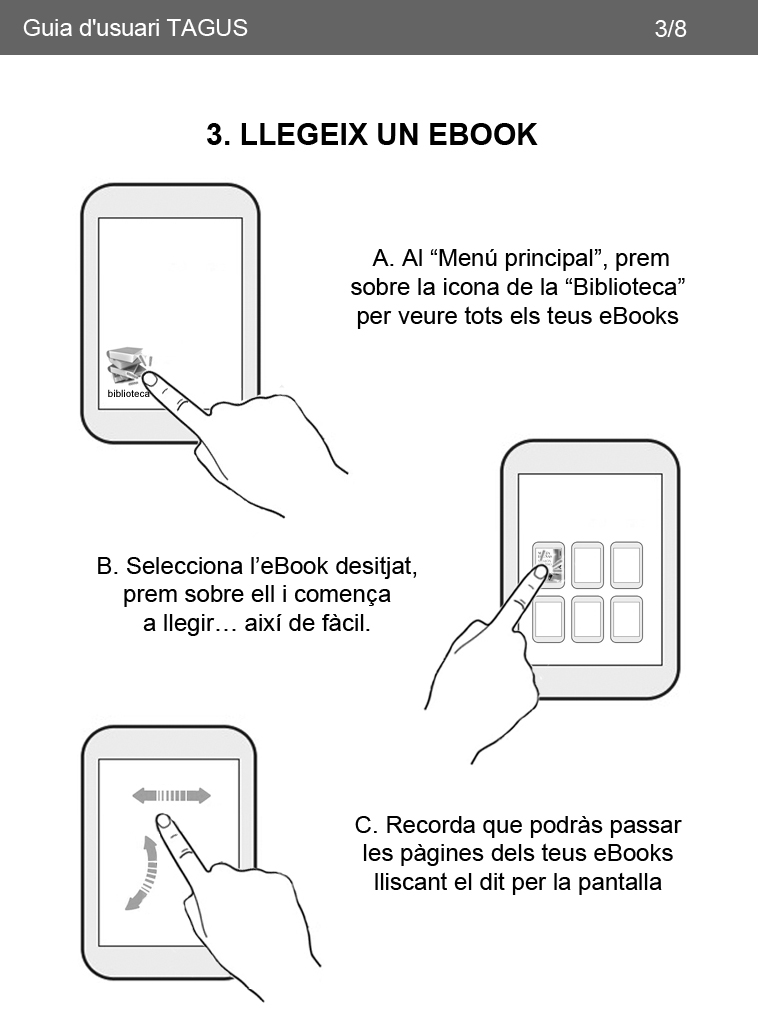 Guia d'usuari TAGUS
3/8
3. LLEGEIX UN EBOOK
A. Al “Menú principal”, prem
sobre la icona de la “Biblioteca”
per veure tots els teus eBooks
biblioteca
B. Selecciona l’eBook desitjat,
prem sobre ell i comença
a llegir… així de fàcil.
C. Recorda que podràs passar
les pàgines dels teus eBooks
lliscant el dit per la pantalla